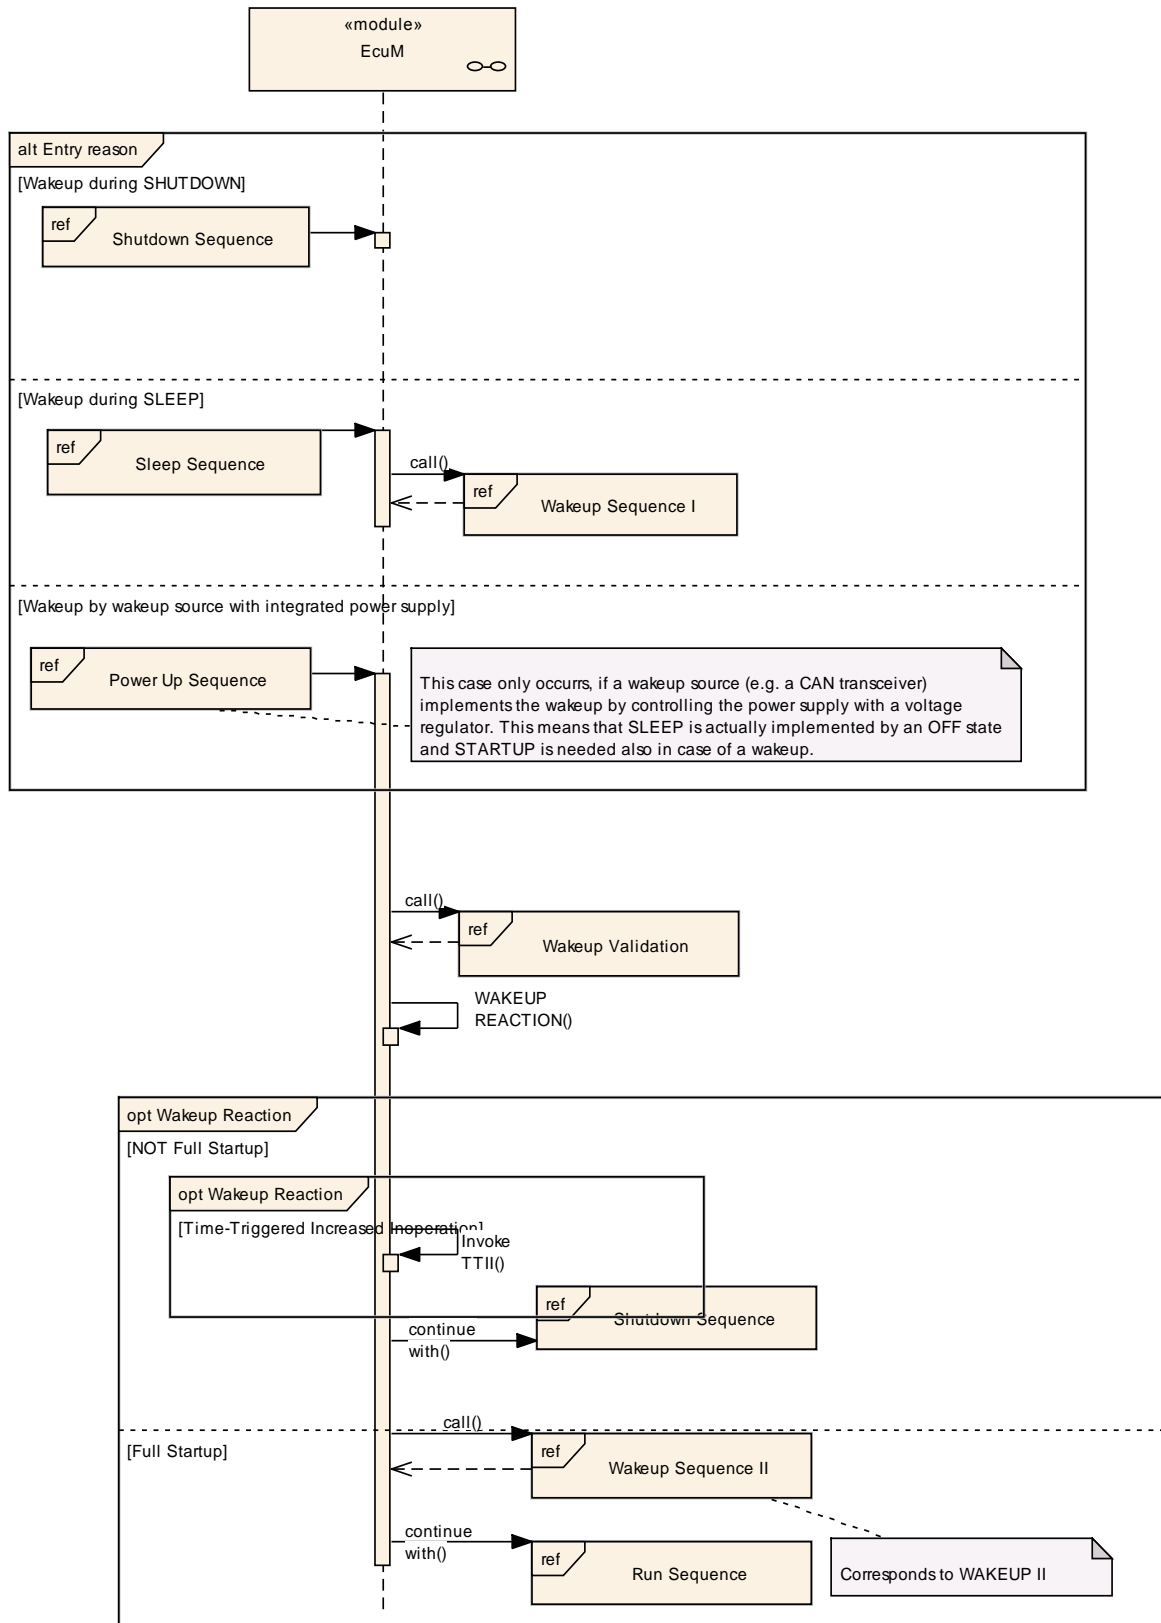 «module»
EcuM
alt Entry reason
[Wakeup during SHUTDOWN]
ref
Shutdown Sequence
[Wakeup during SLEEP]
ref
Sleep Sequence
call()
ref
Wakeup Sequence I
[Wakeup by wakeup source with integrated power supply]
ref
Power Up Sequence
This case only occurrs, if a wakeup source (e.g. a CAN transceiver)
implements the wakeup by controlling the power supply with a voltage
regulator. This means that SLEEP is actually implemented by an OFF state
and STARTUP is needed also in case of a wakeup.
call()
ref
Wakeup Validation
WAKEUP
REACTION()
opt Wakeup Reaction
[NOT Full Startup]
opt Wakeup Reaction
[Time-Triggered Increased Inoperation]
Invoke
TTII()
ref
Shutdown Sequence
continue
with()
call()
[Full Startup]
ref
Wakeup Sequence II
continue
with()
ref
Run Sequence
Corresponds to WAKEUP II